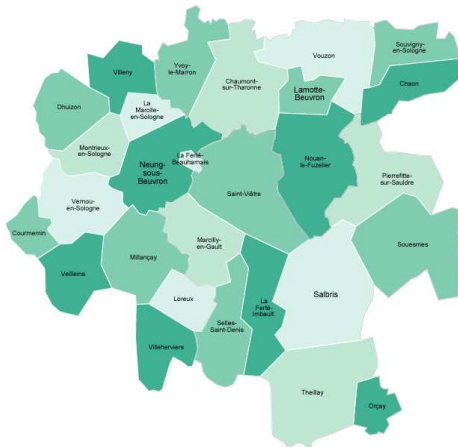 Souvigny-
en-Sologne
Vouzon
Villeny
Yvoy-
le-Marron
Chaumont-
sur-Tharonne
Chaon
Lamotte-
Beuvron
Dhuizon
La
Marolle-
en-Sologne
Montrieux-
en-Sologne
Neung-
sous-
Beuvron
La Ferté-
Beauharnais
Nouan-
le-Fuzelier
Pierrefitte-
sur-Sauldre
Saint-Viâtre
Vernou-
en-Sologne
Courmemin
Marcilly-
en-Gault
Souesmes
Millançay
Veilleins
Loreux
La
Ferté-
Imbault
Salbris
Selles-
Saint-Denis
Villeherviers
Theillay
Orçay